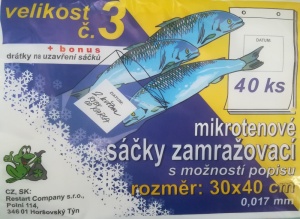 velikost
č. 3
+ bonus
drátky na uzavření sáčků
DATUM
40 ks
DATUM
mikrotenové
sáčky zamražovací
s možností popisu
rozměr: 30x40 cm
0,017 mm
CZ, SK:
Restart Company s.r.o.,
Polní 114,
346 01 Horšovský Týn